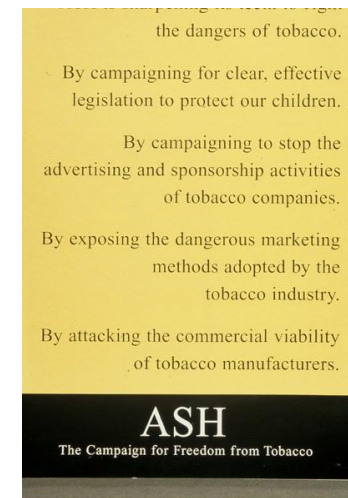 the dangers of tobacco.
By campaigning for clear, effective
legislation to protect our children.
By campaigning to stop the
advertising and sponsorship activities
of tobacco companies.
By exposing the dangerous marketing
methods adopted by the
tobacco industry.
By attacking the commercial viability
of tobacco manufacturers.
ASH
The Campaign for Freedom from Tobacco